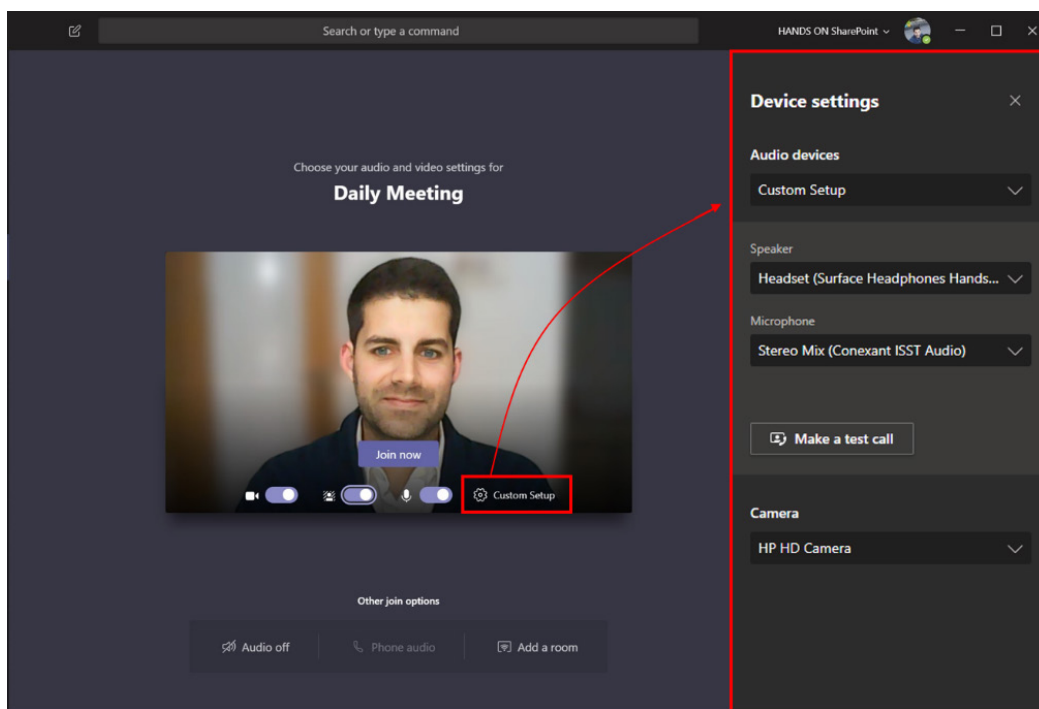 Search or type a command
HANDS ON SharePoint
Choose your audio and video settings for
Daily Meeting
Join now
Custom Setup
Other join options
Audio off
Phone audio
Add a room
Device settings
Audio devices
Custom Setup
Speaker
Headset (Surface Headphones Hands...
Microphone
Stereo Mix (Conexant ISST Audio)
Make a test call
Camera
HP HD Camera